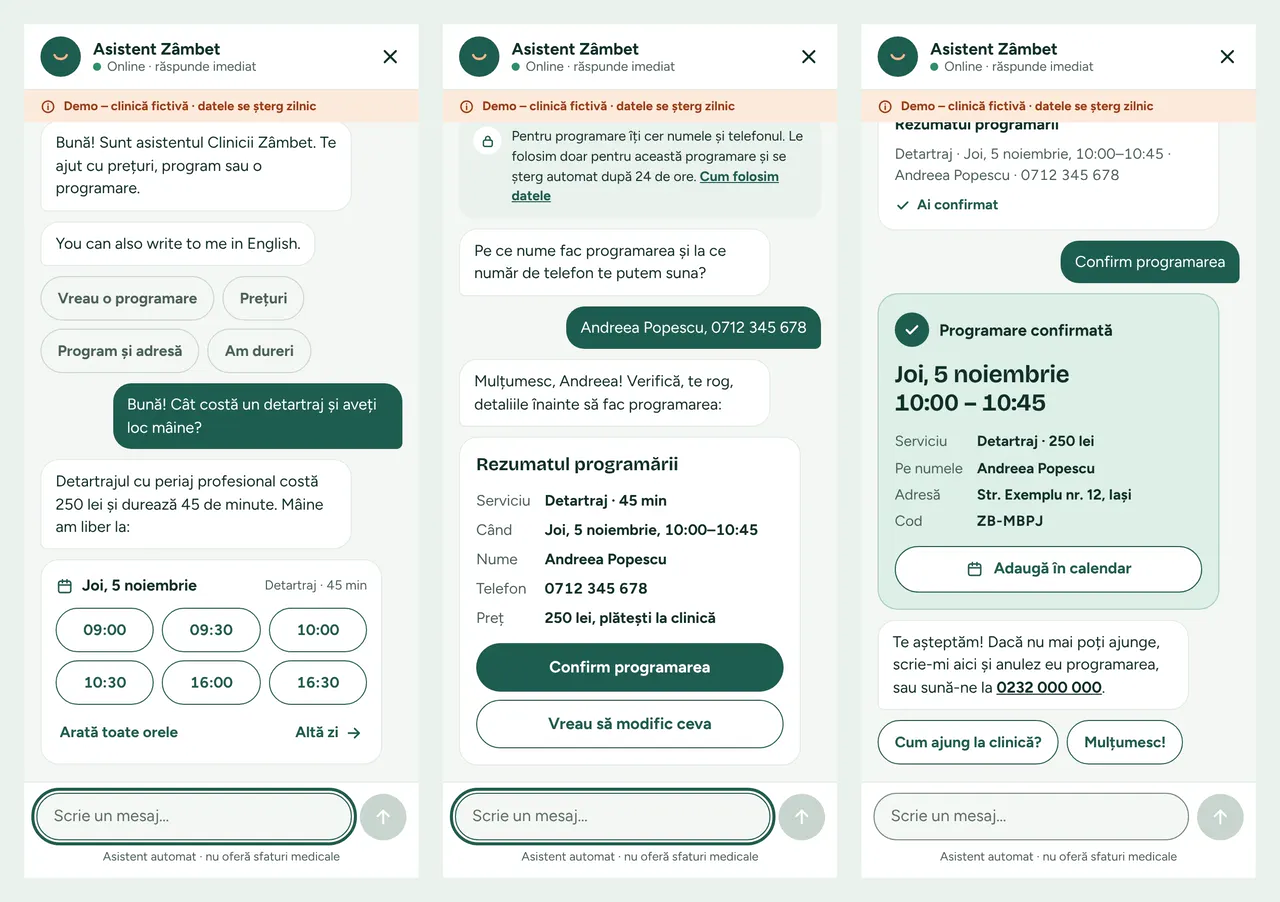 Asistent Zâmbet
Online · răspunde imediat
Demo – clinică fictivă · datele se șterg zilnic
Bună! Sunt asistentul Clinicii Zâmbet. Te
ajut cu prețuri, program sau o
programare.
You can also write to me in English.
Vreau o programare
Prețuri
Program și adresă
Am dureri
Bună! Cât costă un detartraj și aveți
loc mâine?
Detartrajul cu periaj profesional costă
250 lei și durează 45 de minute. Mâine
am liber la:
Joi, 5 noiembrie
Detartraj · 45 min
09:00
09:30
10:00
10:30
16:00
16:30
Arată toate orele
Altă zi
Scrie un mesaj...
Asistent automat · nu oferă sfaturi medicale
Asistent Zâmbet
Online · răspunde imediat
Demo – clinică fictivă · datele se șterg zilnic
Pentru programare îți cer numele și telefonul. Le
folosim doar pentru această programare și se
șterg automat după 24 de ore. Cum folosim
datele
Pe ce nume fac programarea și la ce
număr de telefon te putem suna?
Andreea Popescu, 0712 345 678
Mulțumesc, Andreea! Verifică, te rog,
detaliile înainte să fac programarea:
Rezumatul programării
Serviciu Detartraj · 45 min
Când Joi, 5 noiembrie, 10:00–10:45
Nume Andreea Popescu
Telefon 0712 345 678
Preț 250 lei, plătești la clinică
Confirm programarea
Vreau să modific ceva
Scrie un mesaj...
Asistent automat · nu oferă sfaturi medicale
Asistent Zâmbet
Online · răspunde imediat
Demo – clinică fictivă · datele se șterg zilnic
Rezumatul programării
Detartraj · Joi, 5 noiembrie, 10:00–10:45 ·
Andreea Popescu · 0712 345 678
Ai confirmat
Confirm programarea
Programare confirmată
Joi, 5 noiembrie
10:00 – 10:45
Serviciu Detartraj · 250 lei
Pe numele Andreea Popescu
Adresă Str. Exemplu nr. 12, Iași
Cod ZB-MBPJ
Adaugă în calendar
Te așteptăm! Dacă nu mai poți ajunge,
scrie-mi aici și anulez eu programarea,
sau sună-ne la 0232 000 000.
Cum ajung la clinică?
Mulțumesc!
Scrie un mesaj...
Asistent automat · nu oferă sfaturi medicale